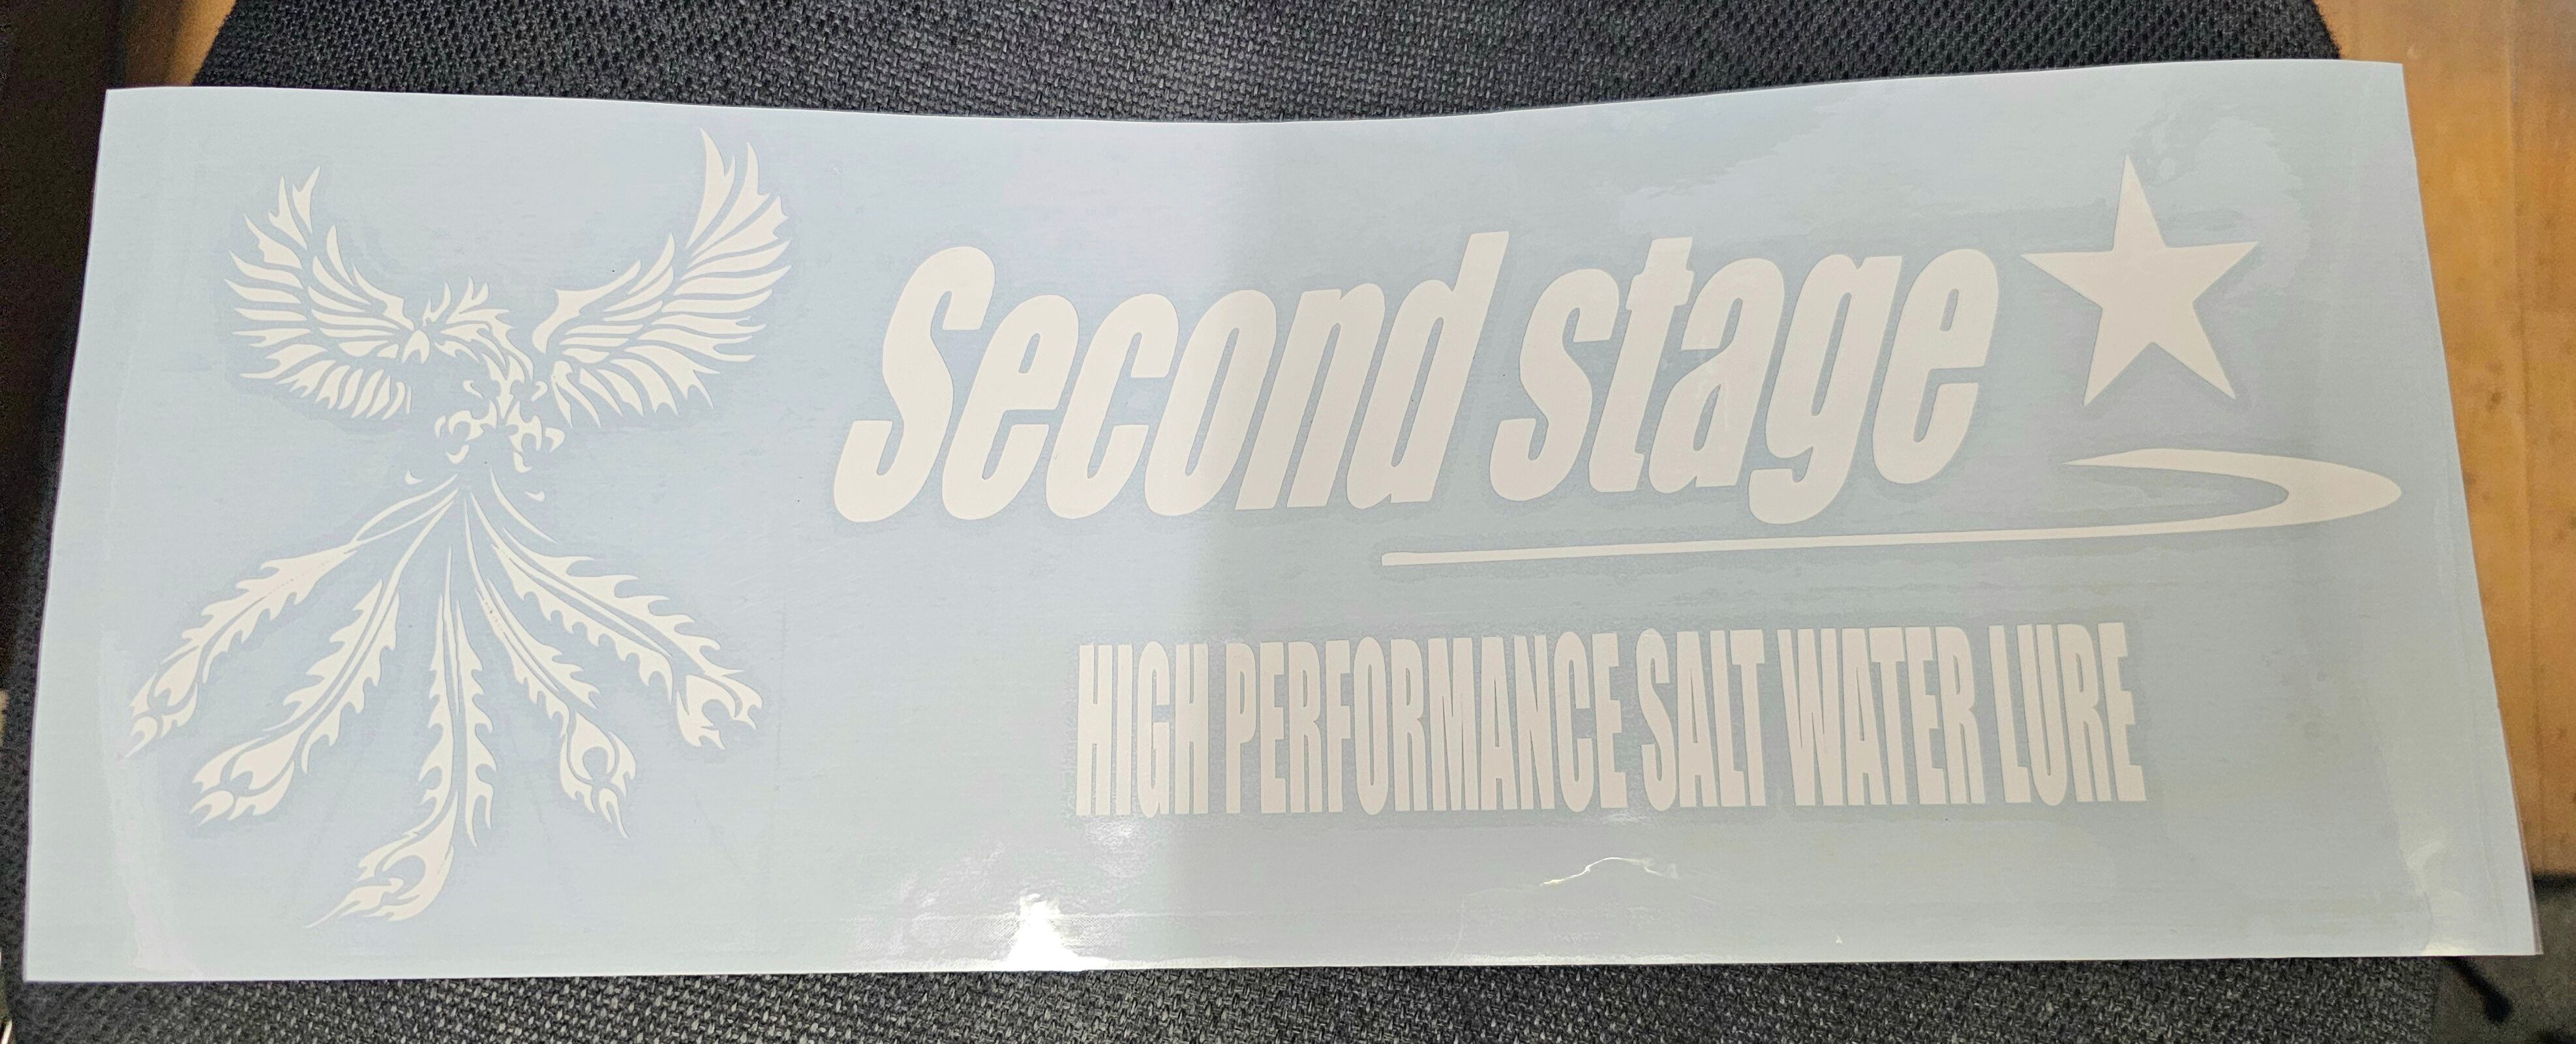 Second stage
HIGH PERFORMANCE SALT WATER LURE